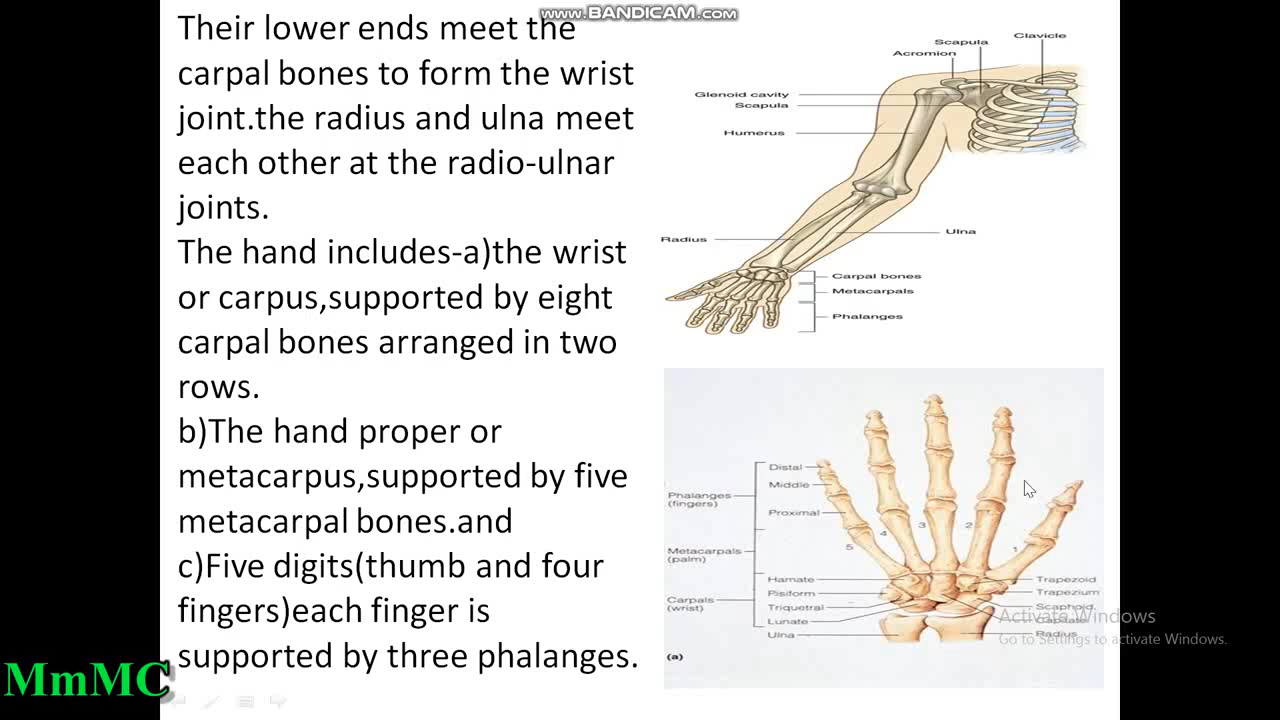 www.BANDICAM.com
Their lower ends meet the
carpal bones to form the wrist
joint.the radius and ulna meet
each other at the radio-ulnar
joints.
The hand includes-a)the wrist
or carpus,supported by eight
carpal bones arranged in two
rows.
b)The hand proper or
metacarpus,supported by five
metacarpal bones.and
c)Five digits(thumb and four
fingers)each finger is
supported by three phalanges.
Clavicle
Scapula
Acromion
Glenoid cavity
Scapula
Humerus
Radius
Ulna
Carpal bones
Metacarpals
Phalanges
Distal
Middle
Phalanges
(fingers)
Proximal
3
2
4
5
1
Metacarpals
(palm)
Hamate
Pisiform
Carpals
(wrist)
Triquetral
Lunate
Ulna
Trapezoid
Trapezium
Scaphoid
Capitate
Radius
(a)
Activate Windows
Go to Settings to activate Windows.
MmMC